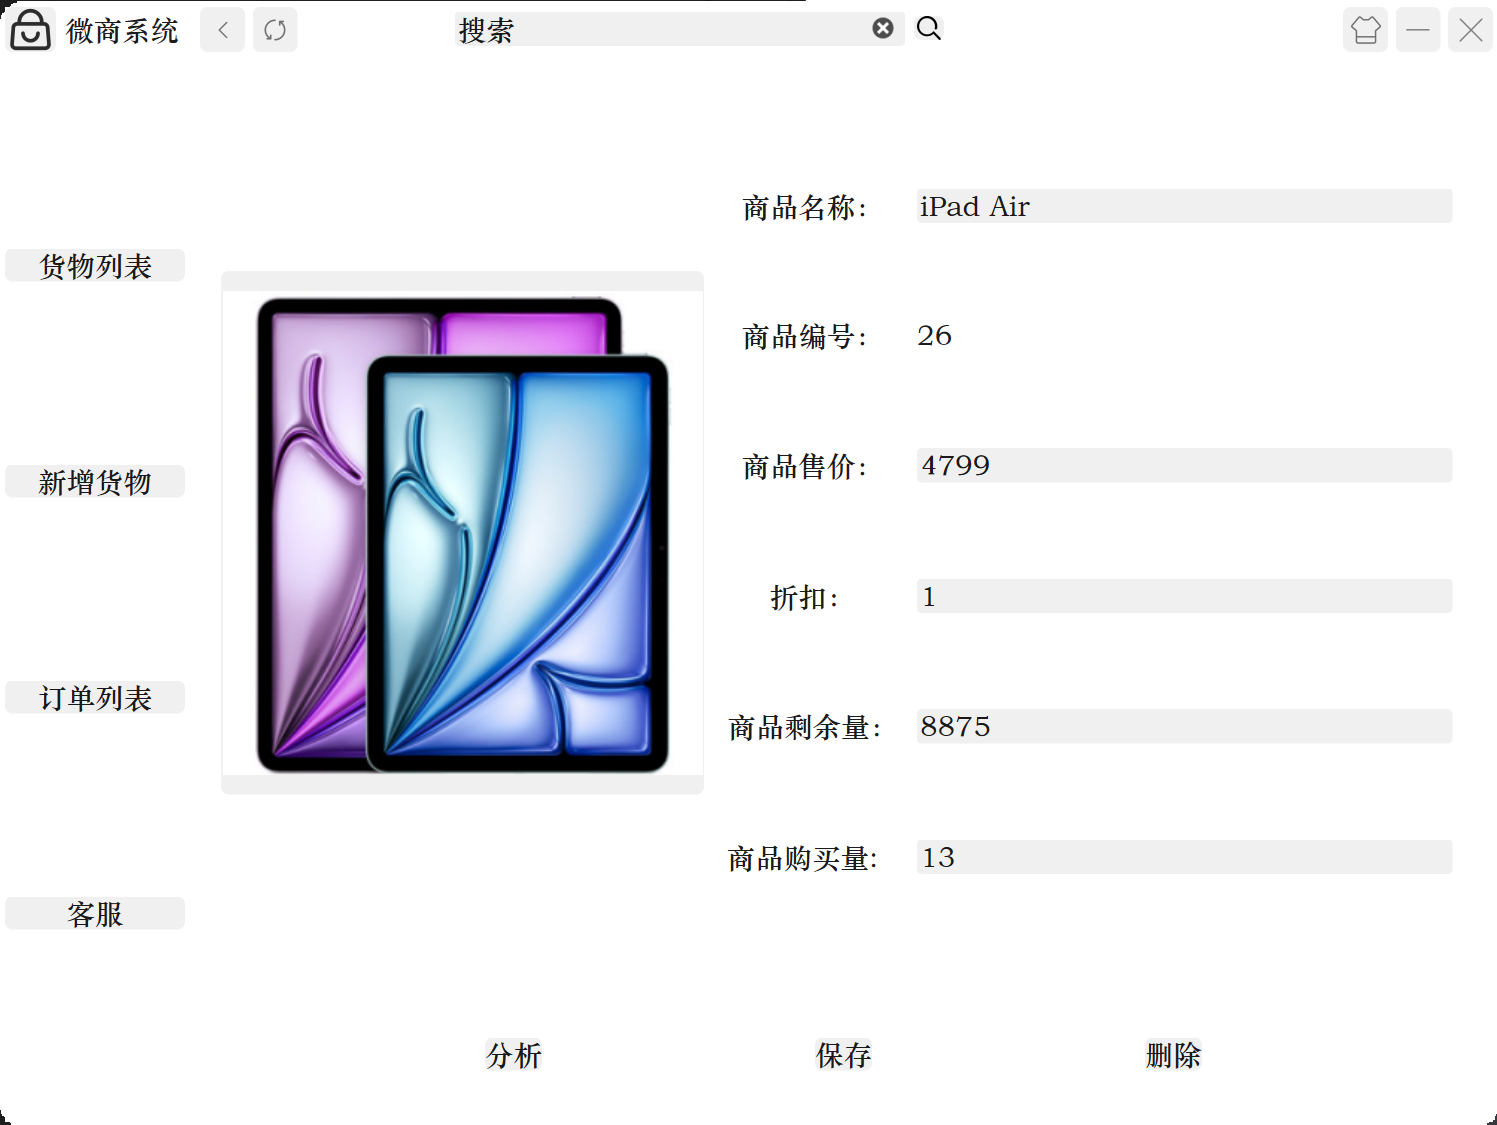 微商系统
搜索
商品名称：
iPad Air
货物列表
商品编号：
26
商品售价：
4799
新增货物
折扣：
1
订单列表
商品剩余量：
8875
商品购买量：
13
客服
分析
保存
删除